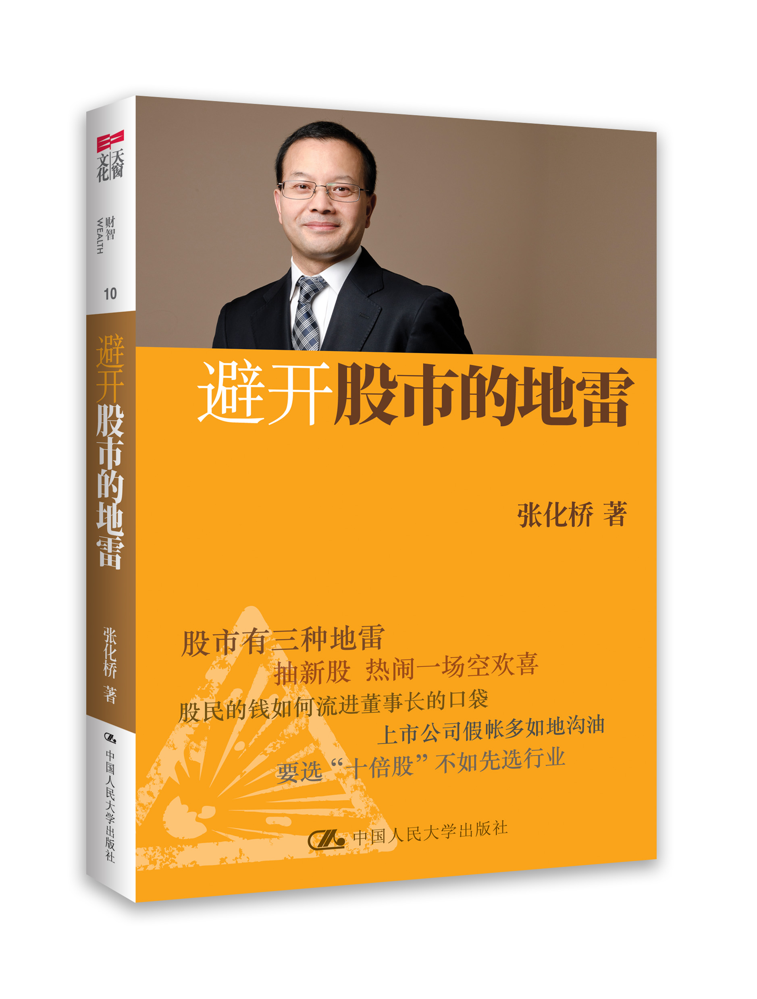 天窗
文化
财智
WEALTH
10
避开股市的地雷
张化桥 著
中国人民大学出版社
避开股市的地雷
张化桥 著
股市有三种地雷
抽新股 热闹一场空欢喜
股民的钱如何流进董事长的口袋
上市公司假帐多如地沟油
要选“十倍股”不如先选行业
中国人民大学出版社